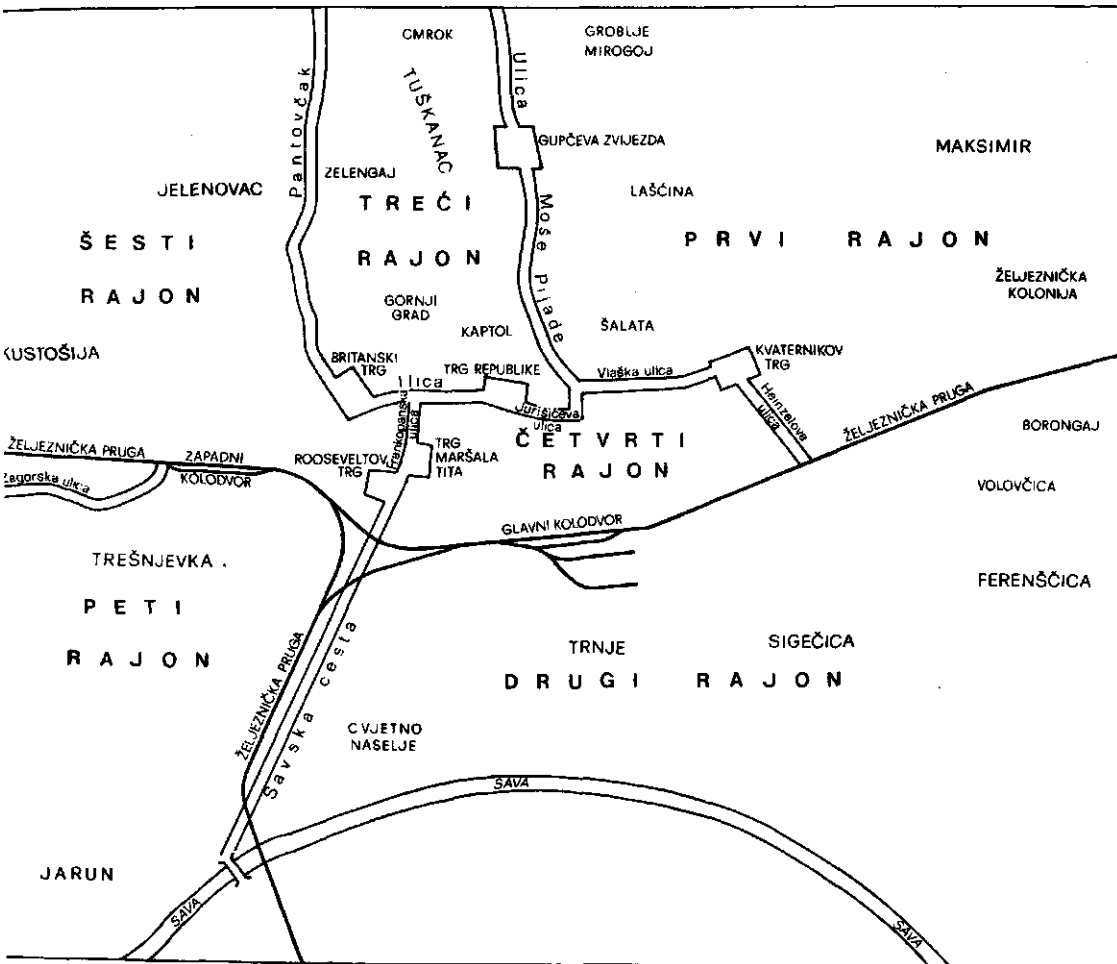 CMROK
GROBLJE
MIROGOJ
Pantovčak
TUŠKANAC
Ulica
GUPČEVA ZVIJEZDA
MAKSIMIR
ZELENGAJ
JELENOVAC
LAŠĆINA
TREĆI
RAJON
Moše Pijade
ŠESTI
RAJON
PRVI RAJON
ŽELJEZNIČKA
KOLONIJA
GORNJI
GRAD
KAPTOL
ŠALATA
KUSTOŠIJA
BRITANSKI
TRG
Ilica
TRG REPUBLIKE
Vlaška ulica
KVATERNIKOV
TRG
Frankopanska
ulica
Jurišićeva
ulica
Heinzelova
ulica
ŽELJEZNIČKA PRUGA
BORONGAJ
ČETVRTI
RAJON
ŽELJEZNIČKA PRUGA
ZAPADNI
KOLODVOR
ROOSEVELTOV
TRG
TRG
MARŠALA
TITA
Zagorska ulica
VOLOVČICA
GLAVNI KOLODVOR
TREŠNJEVKA
FERENŠČICA
PETI
RAJON
ŽELJEZNIČKA PRUGA
Savska cesta
TRNJE
SIGEČICA
DRUGI RAJON
CVJETNO
NASELJE
SAVA
JARUN
SAVA
SAVA